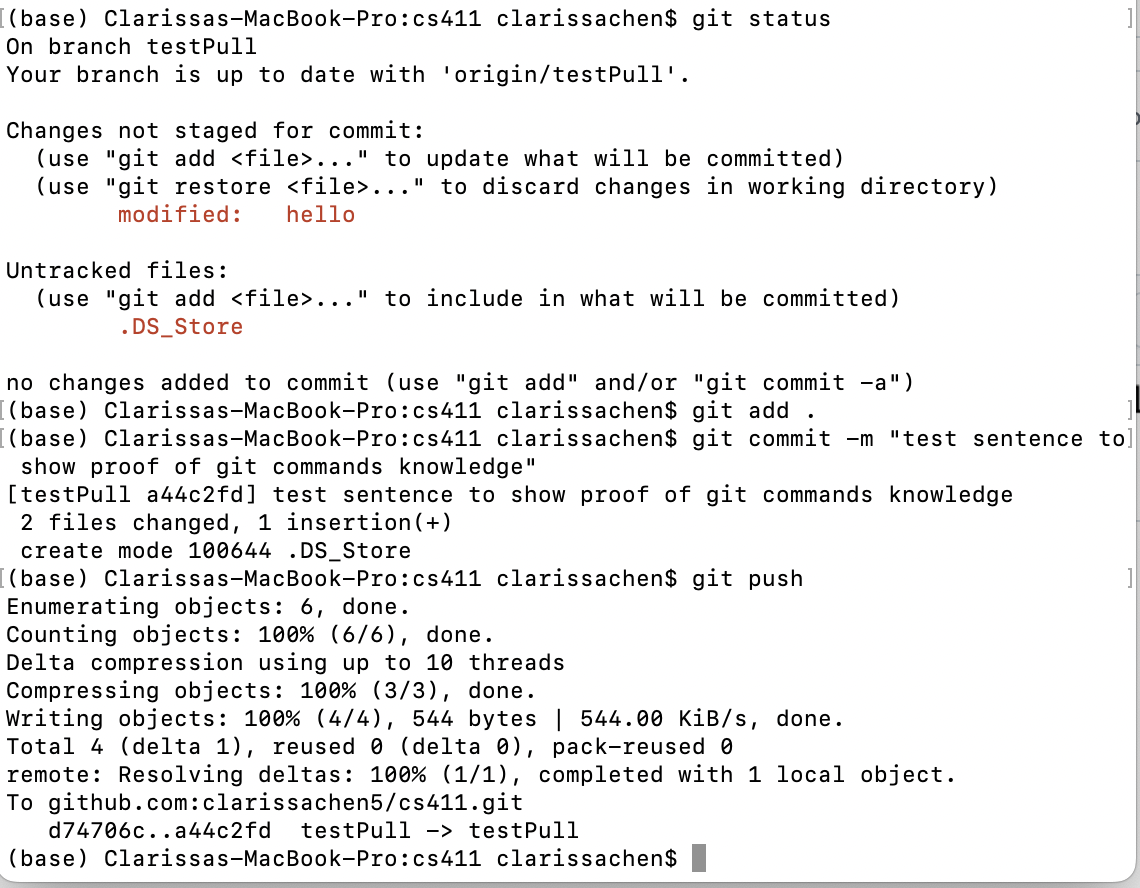 [(base) Clarissas-MacBook-Pro:cs411 clarissachen$ git status ]
On branch testPull
Your branch is up to date with 'origin/testPull'.
Changes not staged for commit:
  (use "git add <file>..." to update what will be committed)
  (use "git restore <file>..." to discard changes in working directory)
        modified:   hello
Untracked files:
  (use "git add <file>..." to include in what will be committed)
        .DS_Store
no changes added to commit (use "git add" and/or "git commit -a")
[(base) Clarissas-MacBook-Pro:cs411 clarissachen$ git add . ]
[(base) Clarissas-MacBook-Pro:cs411 clarissachen$ git commit -m "test sentence to]
 show proof of git commands knowledge"
[testPull a44c2fd] test sentence to show proof of git commands knowledge
 2 files changed, 1 insertion(+)
 create mode 100644 .DS_Store
[(base) Clarissas-MacBook-Pro:cs411 clarissachen$ git push ]
Enumerating objects: 6, done.
Counting objects: 100% (6/6), done.
Delta compression using up to 10 threads
Compressing objects: 100% (3/3), done.
Writing objects: 100% (4/4), 544 bytes | 544.00 KiB/s, done.
Total 4 (delta 1), reused 0 (delta 0), pack-reused 0
remote: Resolving deltas: 100% (1/1), completed with 1 local object.
To github.com:clarissachen5/cs411.git
   d74706c..a44c2fd  testPull -> testPull
(base) Clarissas-MacBook-Pro:cs411 clarissachen$